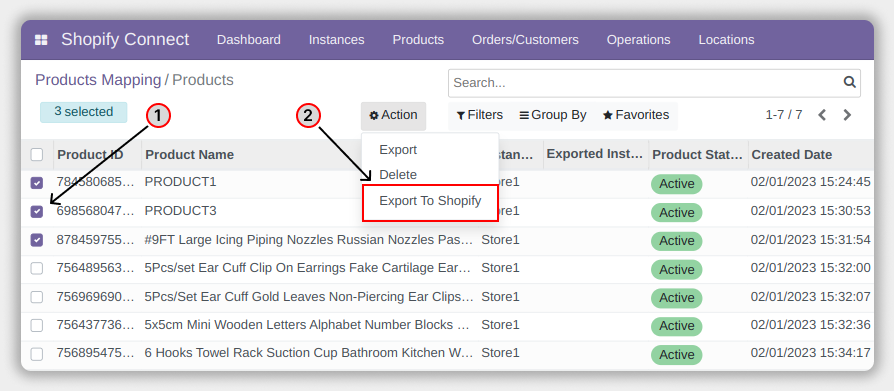 Shopify Connect Dashboard Instances Products Orders/Customers Operations Locations
Products Mapping / Products
Search...
3 selected
1
2
Action
Filters Group By Favorites
1-7 / 7
Export
Delete
Export To Shopify
Product ID Product Name stan... Exported Inst... Product Stat... Created Date
784580685... PRODUCT1 re1 Active 02/01/2023 15:24:45
698568047... PRODUCT3 re1 Active 02/01/2023 15:30:53
878459755... #9FT Large Icing Piping Nozzles Russian Nozzles Pas... Store1 Active 02/01/2023 15:31:54
756489563... 5Pcs/set Ear Cuff Clip On Earrings Fake Cartilage Ear... Store1 Active 02/01/2023 15:32:00
756969690... 5Pcs/Set Ear Cuff Gold Leaves Non-Piercing Ear Clips... Store1 Active 02/01/2023 15:32:07
756437736... 5x5cm Mini Wooden Letters Alphabet Number Blocks ... Store1 Active 02/01/2023 15:32:36
756895475... 6 Hooks Towel Rack Suction Cup Bathroom Kitchen W... Store1 Active 02/01/2023 15:34:17